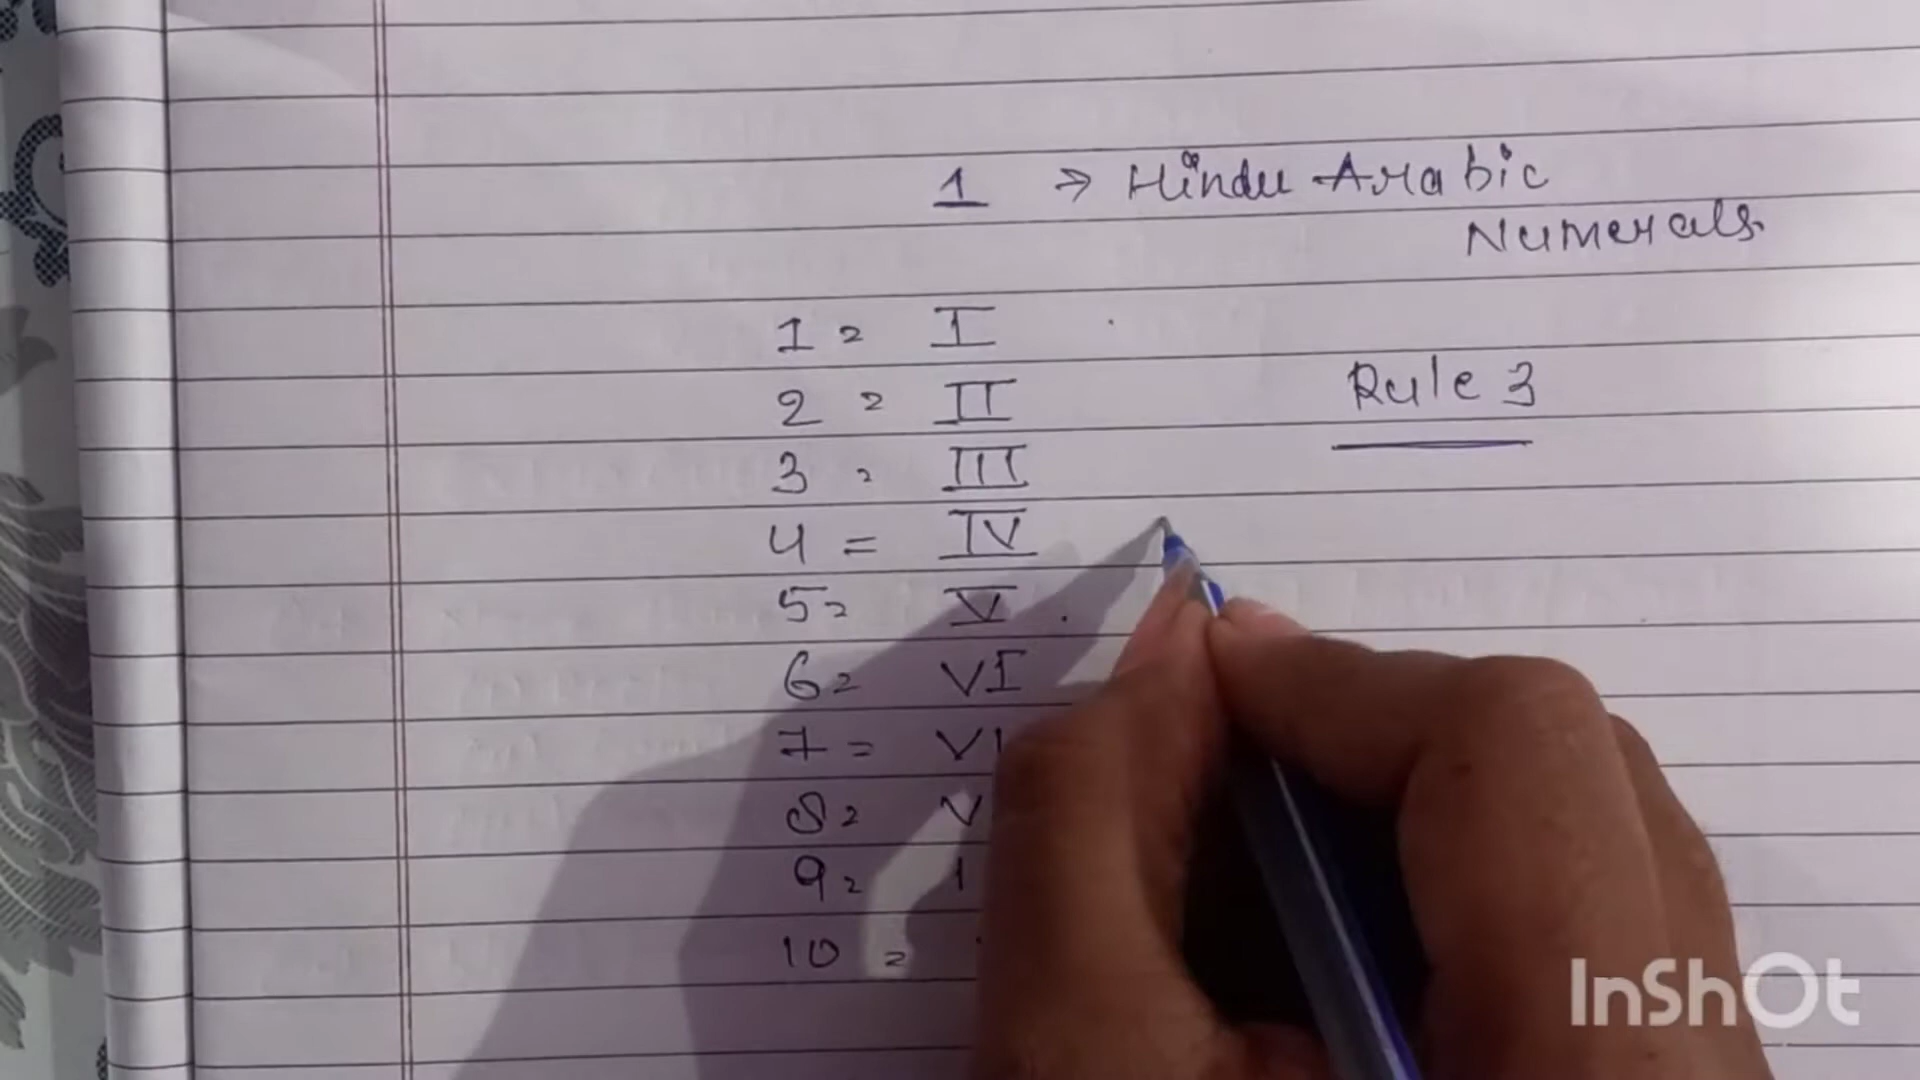 1 → Hindu Arabic
Numerals
1 = I
2 = II
Rule 3
3 = III
4 = IV
5 = V
6 = VI
7 =
8 =
9 =
10 =
InShOt